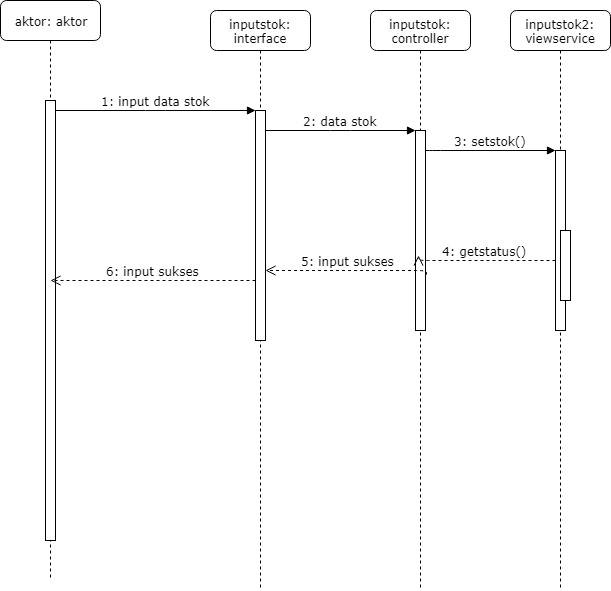 aktor: aktor
inputstok:
interface
inputstok:
controller
inputstok2:
viewservice
1: input data stok
2: data stok
3: setstok()
4: getstatus()
5: input sukses
6: input sukses